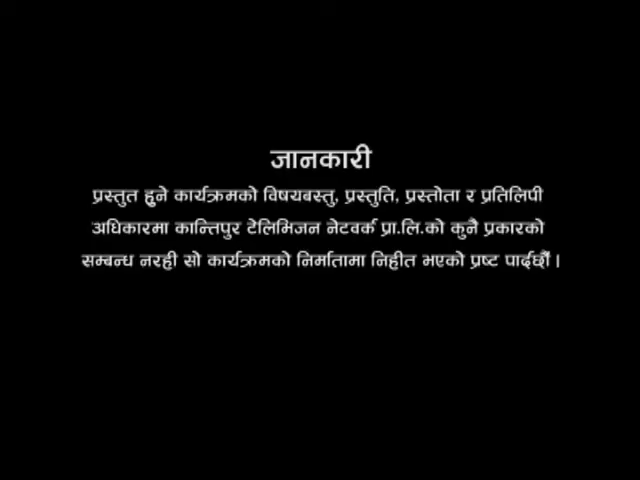 जानकारी
प्रस्तुत हुने कार्यक्रमको विषयबस्तु, प्रस्तुति, प्रस्तोता र प्रतिलिपी
अधिकारमा कान्तिपुर टेलिभिजन नेटवर्क प्रा.लि.को कुनै प्रकारको
सम्बन्ध नरही सो कार्यक्रमको निर्मातामा निहीत भएको प्रष्ट पार्दछौं ।